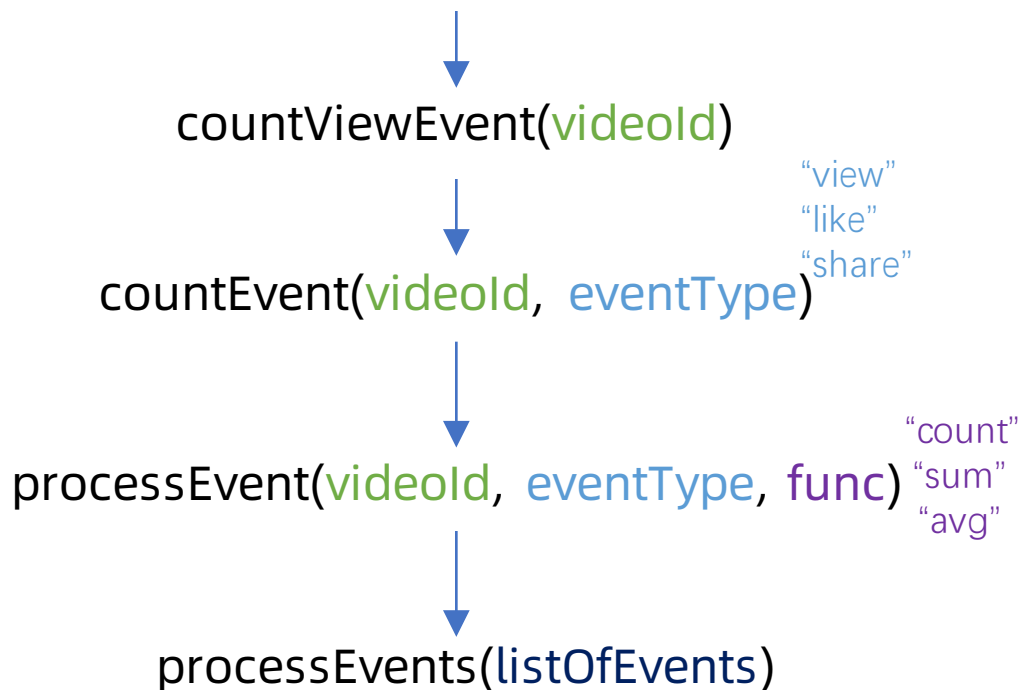 countViewEvent(videoId)
“view”
“like”
“share”
countEvent(videoId, eventType)
“count”
processEvent(videoId, eventType, func) “sum”
“avg”
processEvents(listOfEvents)